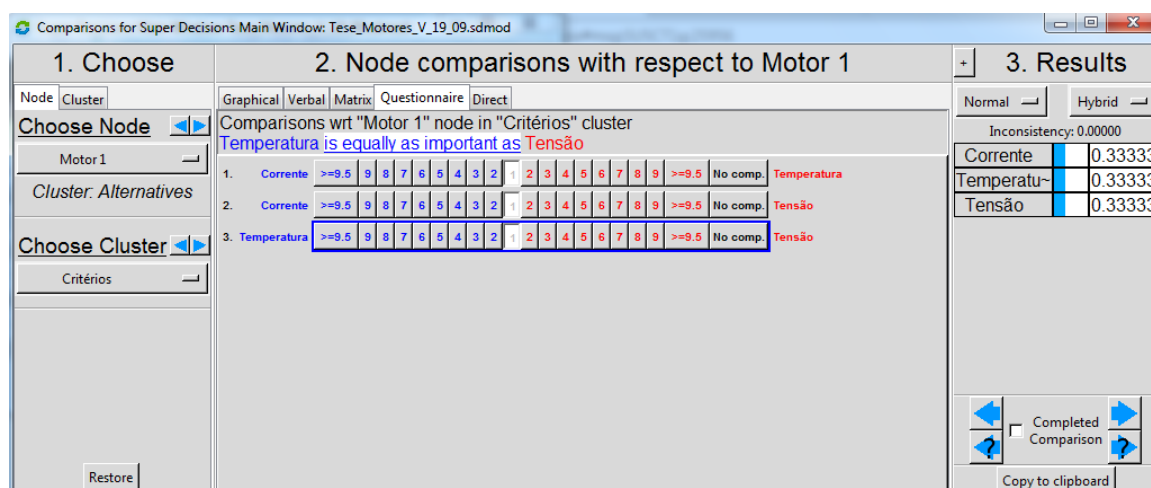 Comparisons for Super Decisions Main Window: Tese_Motores_V_19_09.sdmod
1. Choose
2. Node comparisons with respect to Motor 1
+ 3. Results
Node Cluster
Graphical Verbal Matrix Questionnaire Direct
Normal Hybrid
Choose Node
Comparisons wrt "Motor 1" node in "Critérios" cluster
Temperatura is equally as important as Tensão
Inconsistency: 0.00000
Motor 1
Cluster: Alternatives
Choose Cluster
Critérios
1. Corrente >=9.5 9 8 7 6 5 4 3 2 1 2 3 4 5 6 7 8 9 >=9.5 No comp. Temperatura
2. Corrente >=9.5 9 8 7 6 5 4 3 2 1 2 3 4 5 6 7 8 9 >=9.5 No comp. Tensão
3. Temperatura >=9.5 9 8 7 6 5 4 3 2 1 2 3 4 5 6 7 8 9 >=9.5 No comp. Tensão
Corrente 0.33333
Temperatu~ 0.33333
Tensão 0.33333
Completed
Comparison
? ?
Restore
Copy to clipboard